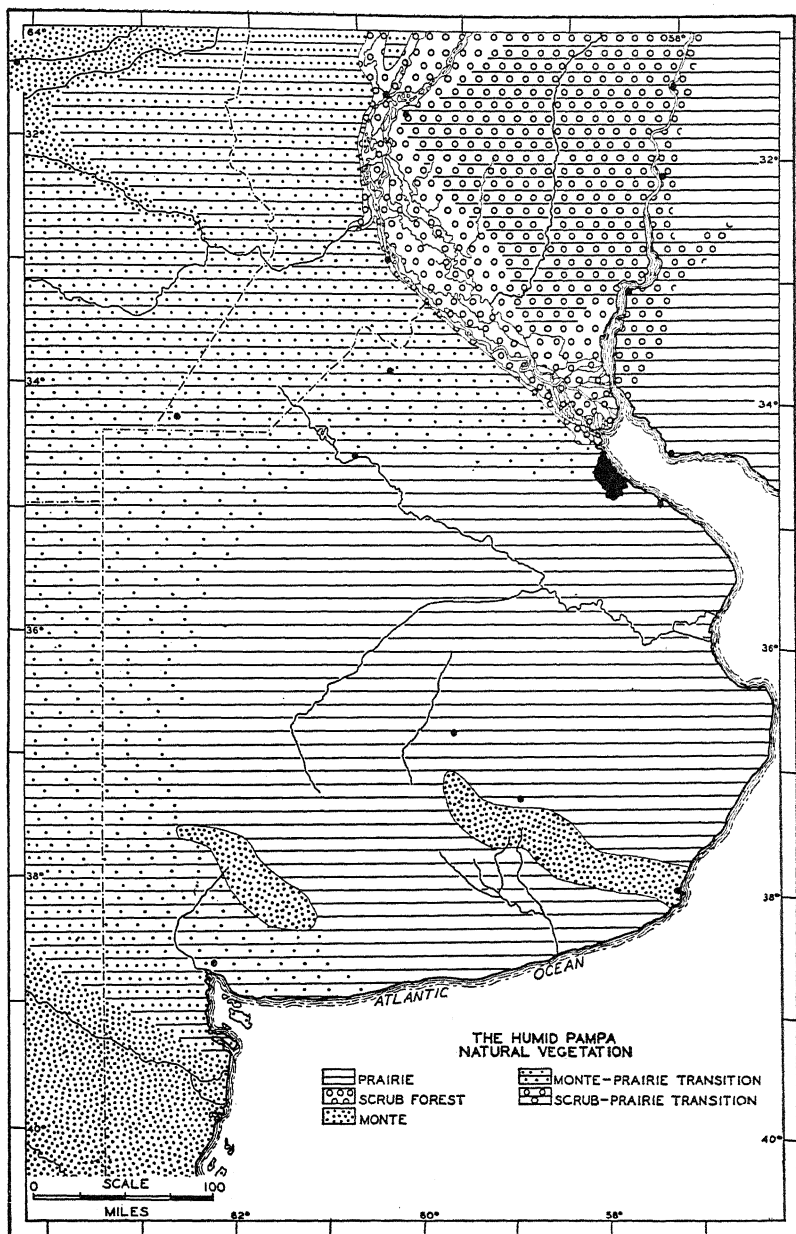 64°
58°
32°
32°
34°
34°
36°
36°
38°
38°
ATLANTIC OCEAN
THE HUMID PAMPA
NATURAL VEGETATION
PRAIRIE
MONTE-PRAIRIE TRANSITION
SCRUB FOREST
SCRUB-PRAIRIE TRANSITION
MONTE
40°
40°
SCALE
0 100
MILES
62°
60°
58°